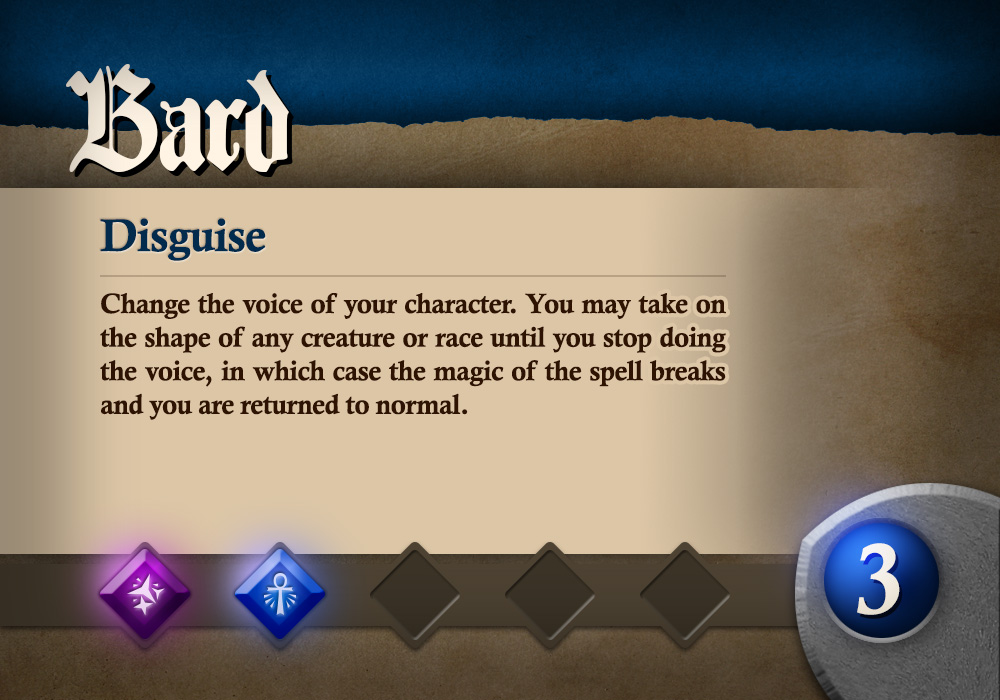 Bard
Disguise
Change the voice of your character. You may take on
the shape of any creature or race until you stop doing
the voice, in which case the magic of the spell breaks
and you are returned to normal.
3